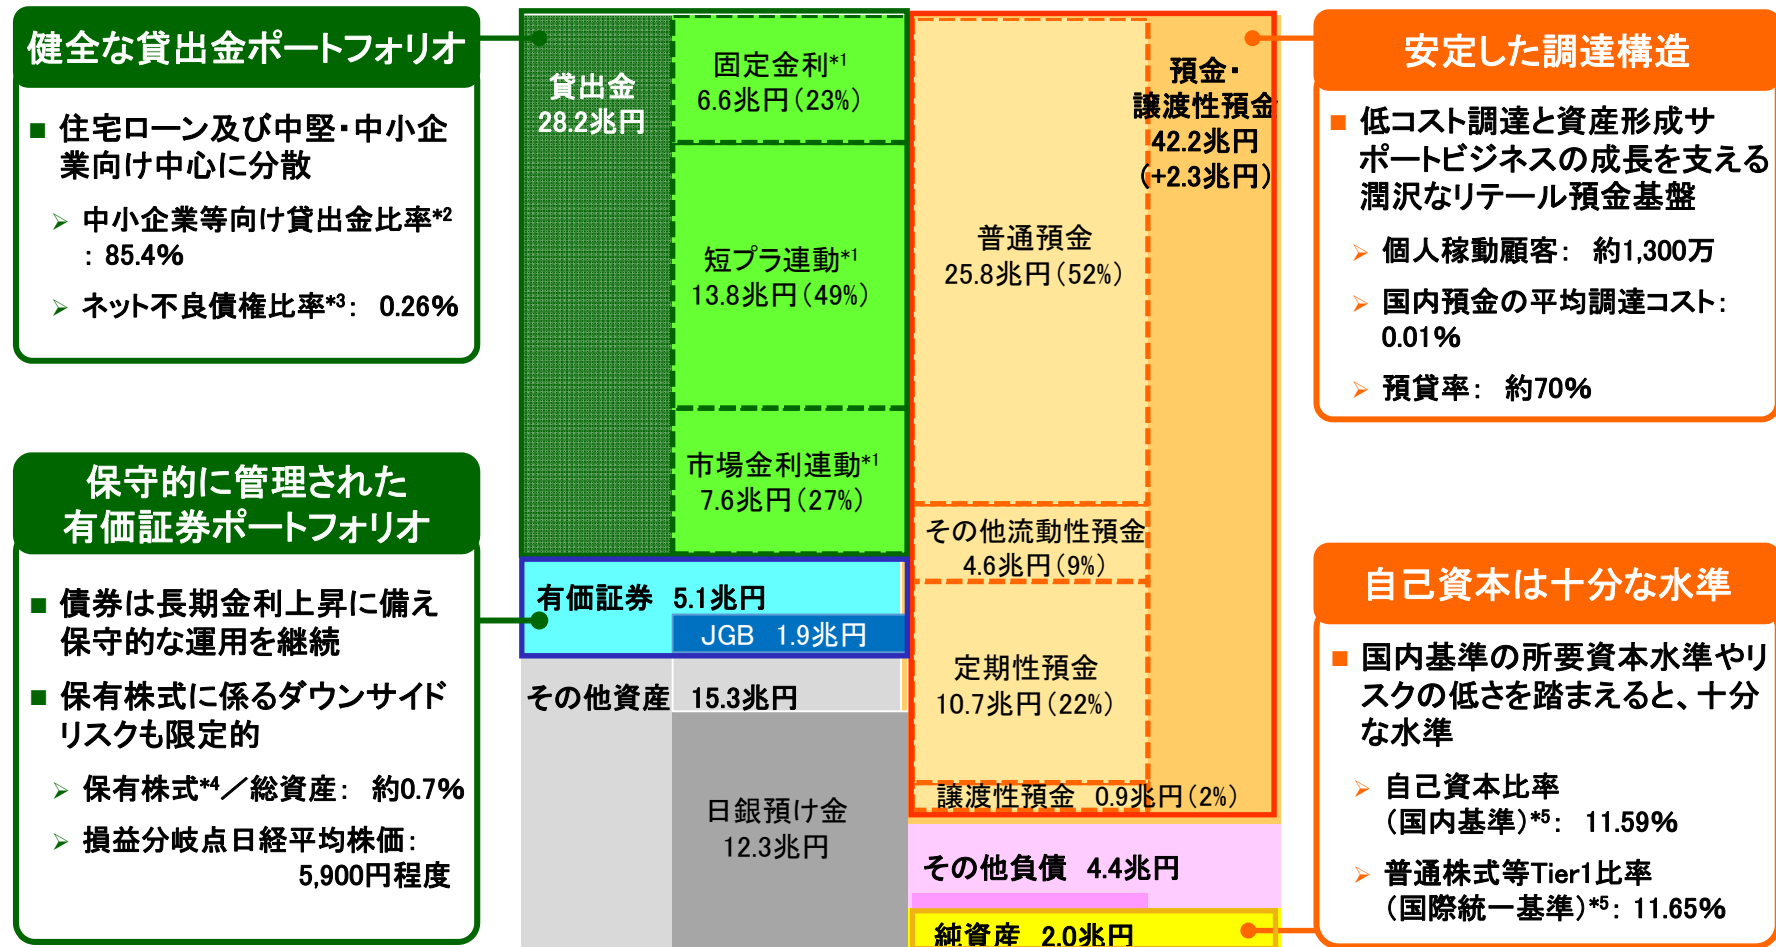 健全な貸出金ポートフォリオ
■ 住宅ローン及び中堅・中小企
業向け中心に分散
➢ 中小企業等向け貸出金比率*2
: 85.4%
➢ ネット不良債権比率*3: 0.26%
保守的に管理された
有価証券ポートフォリオ
■ 債券は長期金利上昇に備え
保守的な運用を継続
■ 保有株式に係るダウンサイド
リスクも限定的
➢ 保有株式*4／総資産: 約0.7%
➢ 損益分岐点日経平均株価:
5,900円程度
貸出金
28.2兆円
固定金利*1
6.6兆円(23%)
短プラ連動*1
13.8兆円(49%)
市場金利連動*1
7.6兆円(27%)
有価証券 5.1兆円
JGB 1.9兆円
その他資産 15.3兆円
日銀預け金
12.3兆円
預金・
譲渡性預金
42.2兆円
(+2.3兆円)
普通預金
25.8兆円(52%)
その他流動性預金
4.6兆円(9%)
定期性預金
10.7兆円(22%)
譲渡性預金 0.9兆円(2%)
その他負債 4.4兆円
純資産 2.0兆円
安定した調達構造
■ 低コスト調達と資産形成サ
ポートビジネスの成長を支える
潤沢なリテール預金基盤
➢ 個人稼動顧客: 約1,300万
➢ 国内預金の平均調達コスト:
0.01%
➢ 預貸率: 約70%
自己資本は十分な水準
■ 国内基準の所要資本水準やリ
スクの低さを踏まえると、十分
な水準
➢ 自己資本比率
(国内基準)*5: 11.59%
➢ 普通株式等Tier1比率
(国際統一基準)*5: 11.65%